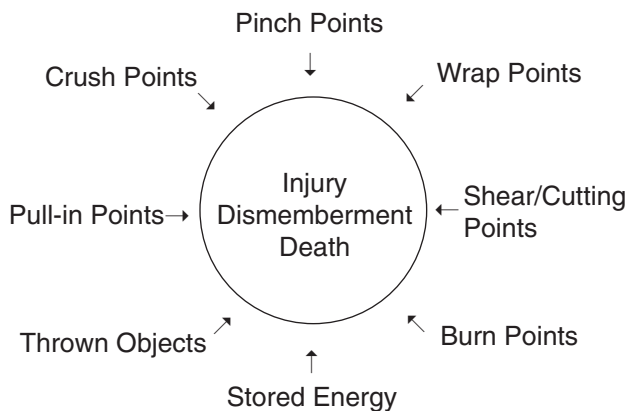 Pinch Points
Crush Points
Wrap Points
Injury
Dismemberment
Death
Pull-in Points
Shear/Cutting
Points
Thrown Objects
Burn Points
Stored Energy